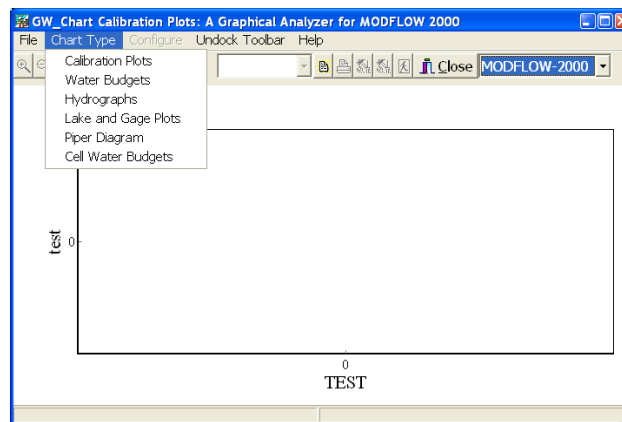 GW_Chart Calibration Plots: A Graphical Analyzer for MODFLOW 2000
File Chart Type Configure Undock Toolbar Help
Close MODFLOW-2000
Calibration Plots
Water Budgets
Hydrographs
Lake and Gage Plots
Piper Diagram
Cell Water Budgets
test
0
0
TEST